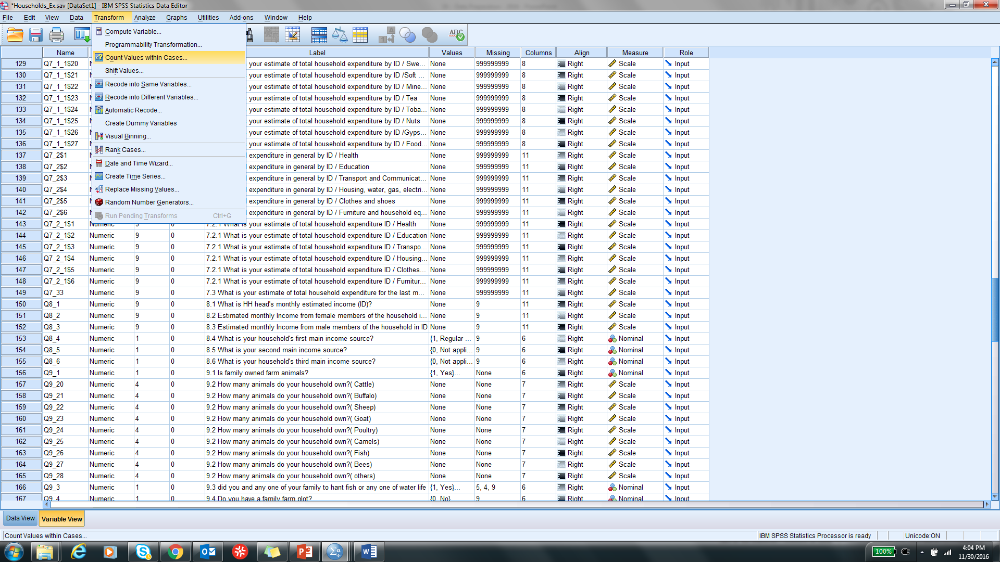 *Households_Ex.sav [DataSet1] - IBM SPSS Statistics Data Editor
File Edit View Data Transform Analyze Graphs Utilities Add-ons Window Help
Compute Variable...
Programmability Transformation...
Count Values within Cases...
Shift Values...
Recode into Same Variables...
Recode into Different Variables...
Automatic Recode...
Create Dummy Variables
Visual Binning...
Rank Cases...
Date and Time Wizard...
Create Time Series...
Replace Missing Values...
Random Number Generators...
Run Pending Transforms Ctrl+G
Name Label Values Missing Columns Align Measure Role
129 Q7_1_1$20 your estimate of total household expenditure by ID / Swe... None 999999999 8 Right Scale Input
130 Q7_1_1$21 your estimate of total household expenditure by ID /Soft ... None 999999999 8 Right Scale Input
131 Q7_1_1$22 your estimate of total household expenditure by ID / Mine... None 999999999 8 Right Scale Input
132 Q7_1_1$23 your estimate of total household expenditure by ID / Tea None 999999999 8 Right Scale Input
133 Q7_1_1$24 your estimate of total household expenditure by ID / Toba... None 999999999 8 Right Scale Input
134 Q7_1_1$25 your estimate of total household expenditure by ID / Nuts None 999999999 8 Right Scale Input
135 Q7_1_1$26 your estimate of total household expenditure by ID /Gyps... None 999999999 8 Right Scale Input
136 Q7_1_1$27 your estimate of total household expenditure by ID / Food... None 999999999 8 Right Scale Input
137 Q7_2$1 expenditure in general by ID / Health None 999999999 11 Right Scale Input
138 Q7_2$2 expenditure in general by ID / Education None 999999999 11 Right Scale Input
139 Q7_2$3 expenditure in general by ID / Transport and Communicat... None 999999999 11 Right Scale Input
140 Q7_2$4 expenditure in general by ID / Housing, water, gas, electri... None 999999999 11 Right Scale Input
141 Q7_2$5 expenditure in general by ID / Clothes and shoes None 999999999 11 Right Scale Input
142 Q7_2$6 expenditure in general by ID / Furniture and household eq... None 999999999 11 Right Scale Input
143 Q7_2_1$1 Numeric 9 0 7.2.1 What is your estimate of total household expenditure ID / Health None 999999999 11 Right Scale Input
144 Q7_2_1$2 Numeric 9 0 7.2.1 What is your estimate of total household expenditure ID / Education None 999999999 11 Right Scale Input
145 Q7_2_1$3 Numeric 9 0 7.2.1 What is your estimate of total household expenditure ID / Transpo... None 999999999 11 Right Scale Input
146 Q7_2_1$4 Numeric 9 0 7.2.1 What is your estimate of total household expenditure ID / Housing... None 999999999 11 Right Scale Input
147 Q7_2_1$5 Numeric 9 0 7.2.1 What is your estimate of total household expenditure ID / Clothes... None 999999999 11 Right Scale Input
148 Q7_2_1$6 Numeric 9 0 7.2.1 What is your estimate of total household expenditure ID / Furnitur... None 999999999 11 Right Scale Input
149 Q7_33 Numeric 9 0 7.3 What is your estimate of total household expenditure for the last m... None 999999999 11 Right Scale Input
150 Q8_1 Numeric 9 0 8.1 What is HH head's monthly estimated income (ID)? None 9 11 Right Scale Input
151 Q8_2 Numeric 9 0 8.2 Estimated monthly Income from female members of the household i... None 9 11 Right Scale Input
152 Q8_3 Numeric 9 0 8.3 Estimated monthly Income from male members of the household in ID None 9 11 Right Scale Input
153 Q8_4 Numeric 1 0 8.4 What is your household's first main income source? {1, Regular ... 9 6 Right Nominal Input
154 Q8_5 Numeric 1 0 8.5 What is your second main income source? {0, Not appli... 9 6 Right Nominal Input
155 Q8_6 Numeric 1 0 8.6 What is your household's third main income source? {0, Not appli... 9 6 Right Nominal Input
156 Q9_1 Numeric 1 0 9.1 Is family owned farm animals? {1, Yes}... None 6 Right Nominal Input
157 Q9_20 Numeric 4 0 9.2 How many animals do your household own?( Cattle) None None 7 Right Scale Input
158 Q9_21 Numeric 4 0 9.2 How many animals do your household own?( Buffalo) None None 7 Right Scale Input
159 Q9_22 Numeric 4 0 9.2 How many animals do your household own?( Sheep) None None 7 Right Scale Input
160 Q9_23 Numeric 4 0 9.2 How many animals do your household own?( Goat) None None 7 Right Scale Input
161 Q9_24 Numeric 4 0 9.2 How many animals do your household own?( Poultry) None None 7 Right Scale Input
162 Q9_25 Numeric 4 0 9.2 How many animals do your household own?( Camels) None None 7 Right Scale Input
163 Q9_26 Numeric 4 0 9.2 How many animals do your household own?( Fish) None None 7 Right Scale Input
164 Q9_27 Numeric 4 0 9.2 How many animals do your household own?( Bees) None None 7 Right Scale Input
165 Q9_28 Numeric 4 0 9.2 How many animals do your household own?( others) None None 7 Right Scale Input
166 Q9_3 Numeric 1 0 9.3 did you and any one of your family to hant fish or any one of water life {1, Yes}... 5, 4, 9 6 Right Nominal Input
167 Q9_4 Numeric 1 0 9.4 Do you have a family farm plot? {0, No} 9 6 Right Nominal Input
Data View Variable View
Count Values within Cases... IBM SPSS Statistics Processor is ready Unicode:ON
100% 4:04 PM
11/30/2016